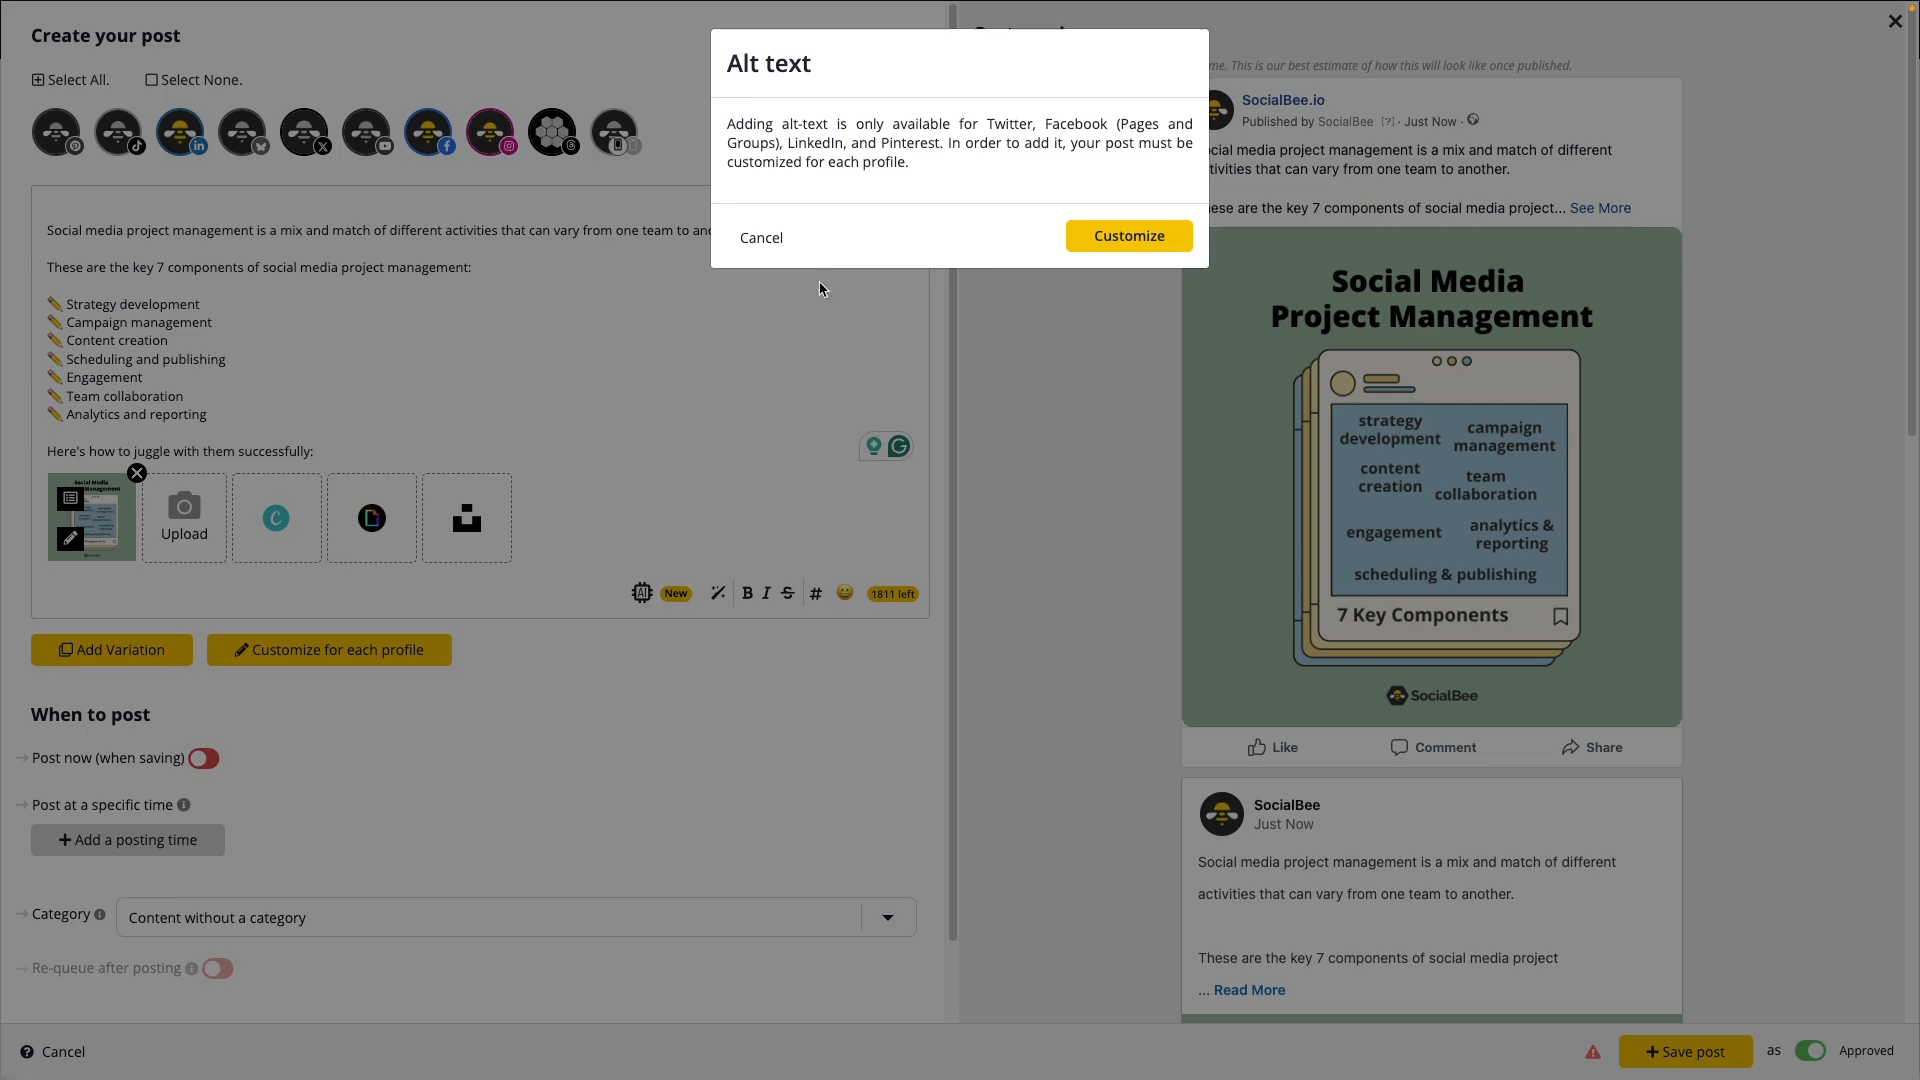 Create your post
Select All.
Select None.
Social media project management is a mix and match of different activities that can vary from one team to
These are the key 7 components of social media project management:
✏️ Strategy development
✏️ Campaign management
✏️ Content creation
✏️ Scheduling and publishing
✏️ Engagement
✏️ Team collaboration
✏️ Analytics and reporting
Here's how to juggle with them successfully:
Upload
AI
New
B I S #
1811 left
Add Variation
Customize for each profile
When to post
Post now (when saving)
Post at a specific time
+ Add a posting time
Category
Content without a category
Re-queue after posting
Cancel
Alt text
Adding alt-text is only available for Twitter, Facebook (Pages and
Groups), LinkedIn, and Pinterest. In order to add it, your post must be
customized for each profile.
Cancel
Customize
me. This is our best estimate of how this will look like once published.
SocialBee.io
Published by SocialBee [?] · Just Now ·
cial media project management is a mix and match of different
tivities that can vary from one team to another.
ese are the key 7 components of social media project... See More
Social Media
Project Management
strategy
development
campaign
management
content
creation
team
collaboration
engagement
analytics &
reporting
scheduling & publishing
7 Key Components
SocialBee
Like
Comment
Share
SocialBee
Just Now
Social media project management is a mix and match of different
activities that can vary from one team to another.
These are the key 7 components of social media project
... Read More
+ Save post
as
Approved